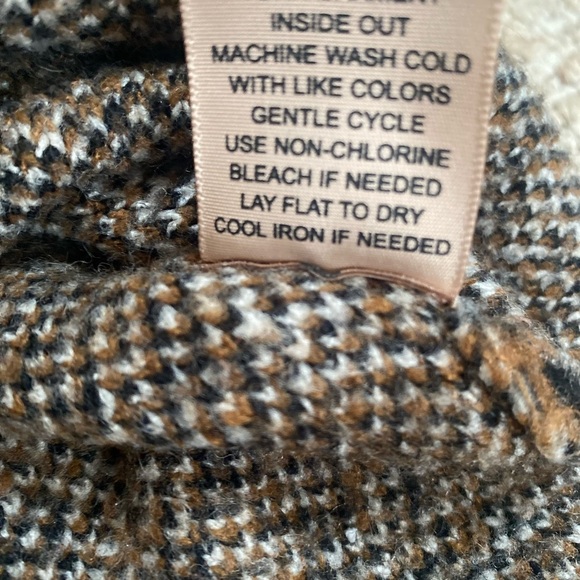 INSIDE OUT
MACHINE WASH COLD
WITH LIKE COLORS
GENTLE CYCLE
USE NON-CHLORINE
BLEACH IF NEEDED
LAY FLAT TO DRY
COOL IRON IF NEEDED